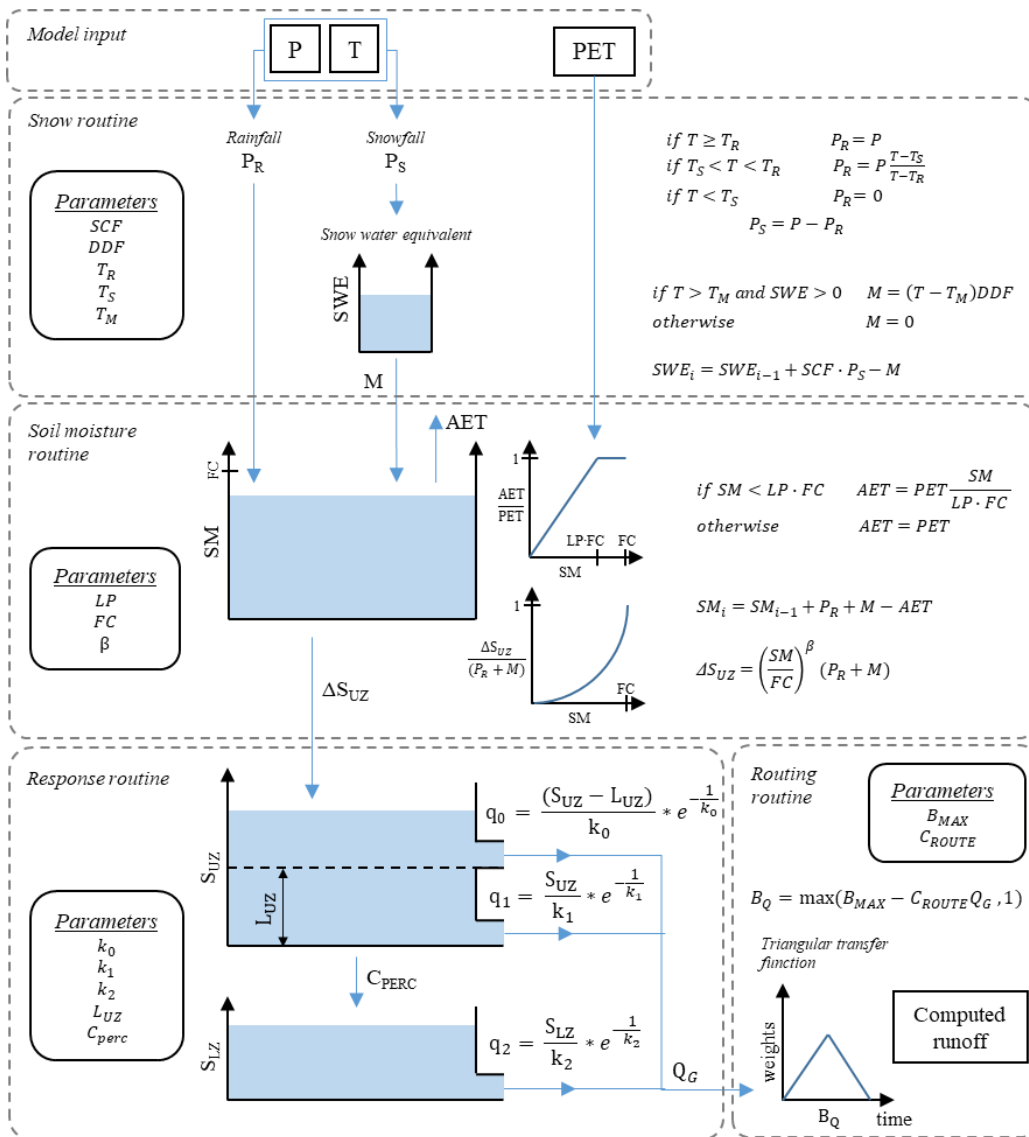 Model input
P
T
PET
Snow routine
Rainfall
P_R
Snowfall
P_S
Snow water equivalent
SWE
M
Parameters
SCF
DDF
T_R
T_S
T_M
if T ≥ T_R P_R = P
if T_S < T < T_R P_R = P (T−T_S)/(T−T_R)
if T < T_S P_R = 0
P_S = P − P_R
if T > T_M and SWE > 0 M = (T − T_M)DDF
otherwise M = 0
SWE_i = SWE_{i−1} + SCF · P_S − M
Soil moisture
routine
AET
FC
SM
Parameters
LP
FC
β
1
AET/PET
LP·FC FC
SM
1
ΔS_UZ/(P_R + M)
FC
SM
if SM < LP · FC AET = PET SM/(LP · FC)
otherwise AET = PET
SM_i = SM_{i−1} + P_R + M − AET
ΔS_UZ = (SM/FC)^β (P_R + M)
ΔS_UZ
Response routine
S_UZ
L_UZ
q_0 = (S_UZ − L_UZ)/k_0 * e^{−1/k_0}
q_1 = S_UZ/k_1 * e^{−1/k_1}
C_PERC
S_LZ
q_2 = S_LZ/k_2 * e^{−1/k_2}
Q_G
Parameters
k_0
k_1
k_2
L_UZ
C_perc
Routing
routine
Parameters
B_MAX
C_ROUTE
B_Q = max(B_MAX − C_ROUTE Q_G , 1)
Triangular transfer
function
weights
B_Q time
Computed
runoff